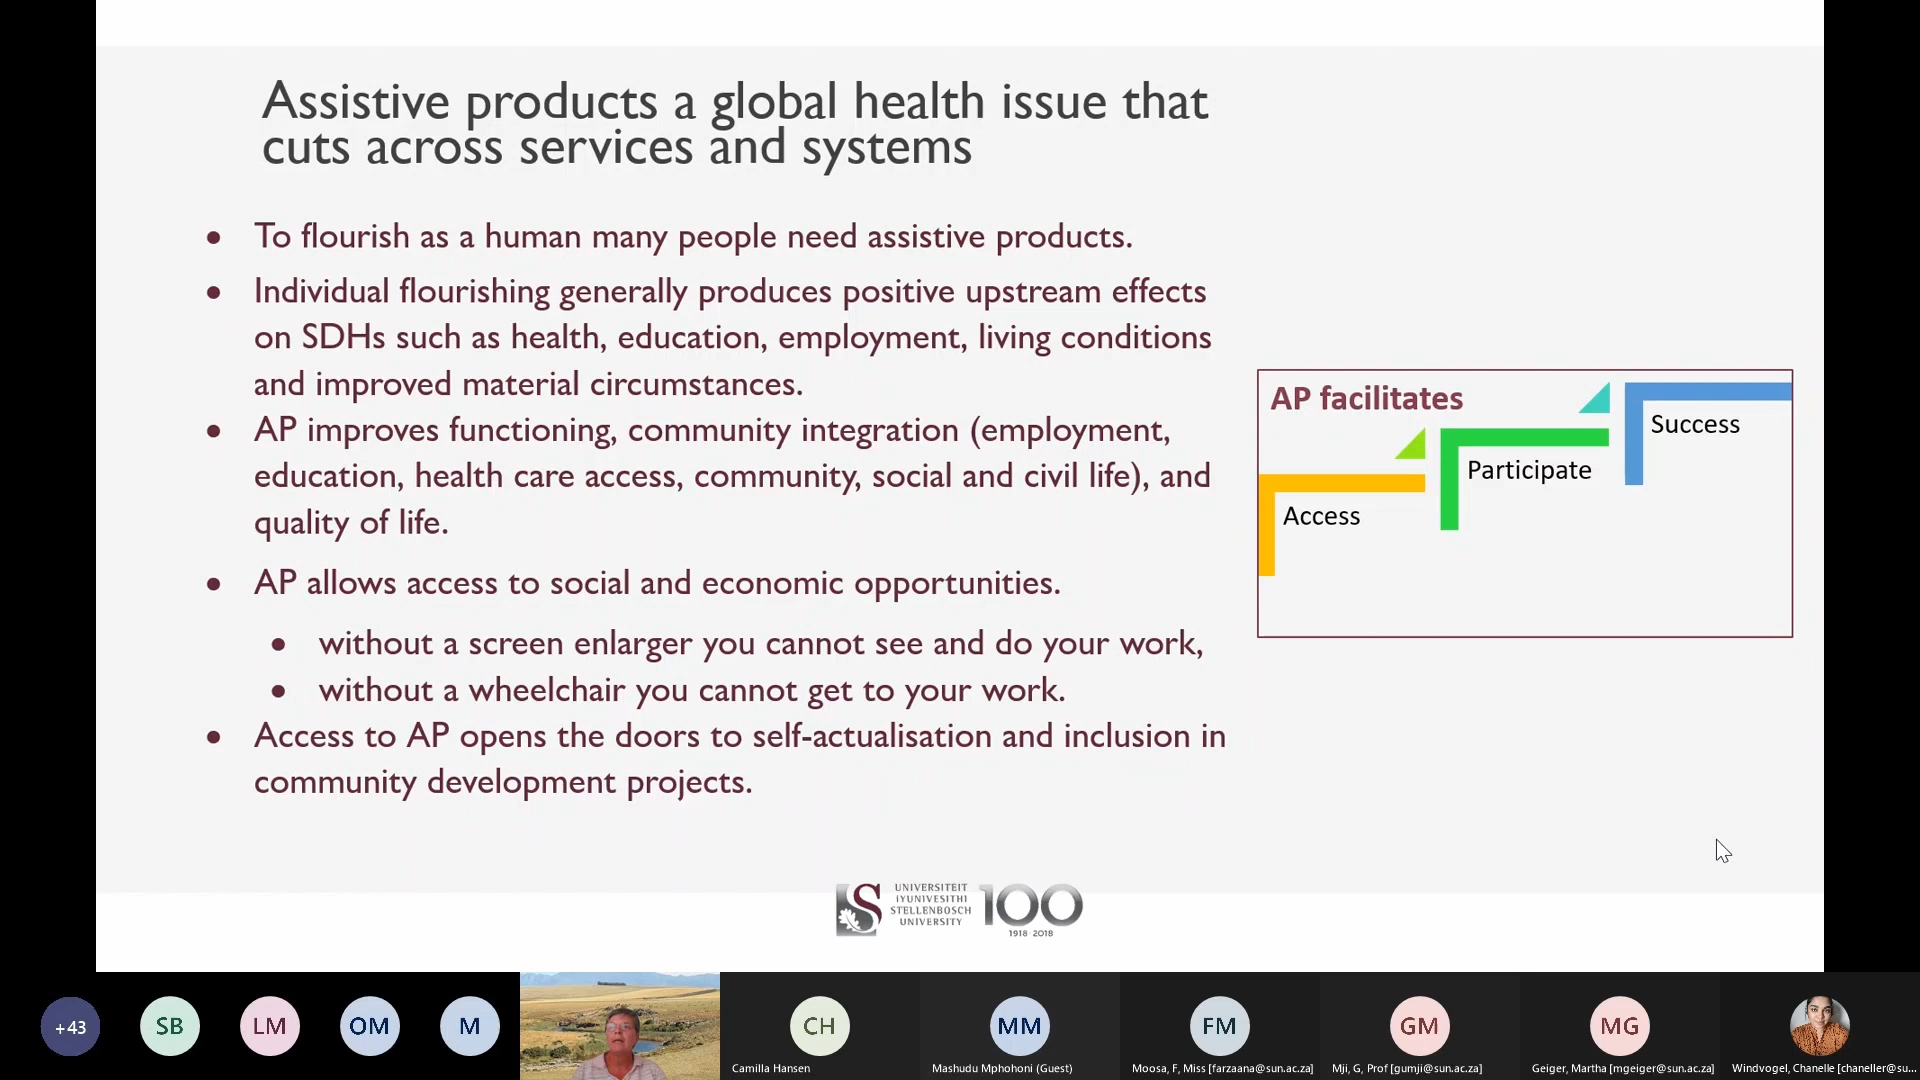 Assistive products a global health issue that
cuts across services and systems
• To flourish as a human many people need assistive products.
• Individual flourishing generally produces positive upstream effects
on SDHs such as health, education, employment, living conditions
and improved material circumstances.
• AP improves functioning, community integration (employment,
education, health care access, community, social and civil life), and
quality of life.
• AP allows access to social and economic opportunities.
• without a screen enlarger you cannot see and do your work,
• without a wheelchair you cannot get to your work.
• Access to AP opens the doors to self-actualisation and inclusion in
community development projects.
AP facilitates
Access
Participate
Success
UNIVERSITEIT
iYUNIVESITHI
STELLENBOSCH
UNIVERSITY
100
1918·2018
+43
SB
LM
OM
M
CH
Camilla Hansen
MM
Mashudu Mphohoni (Guest)
FM
Moosa, F, Miss [farzaana@sun.ac.za]
GM
Mji, G, Prof [gumji@sun.ac.za]
MG
Geiger, Martha [mgeiger@sun.ac.za]
Windvogel, Chanelle [chaneller@su...